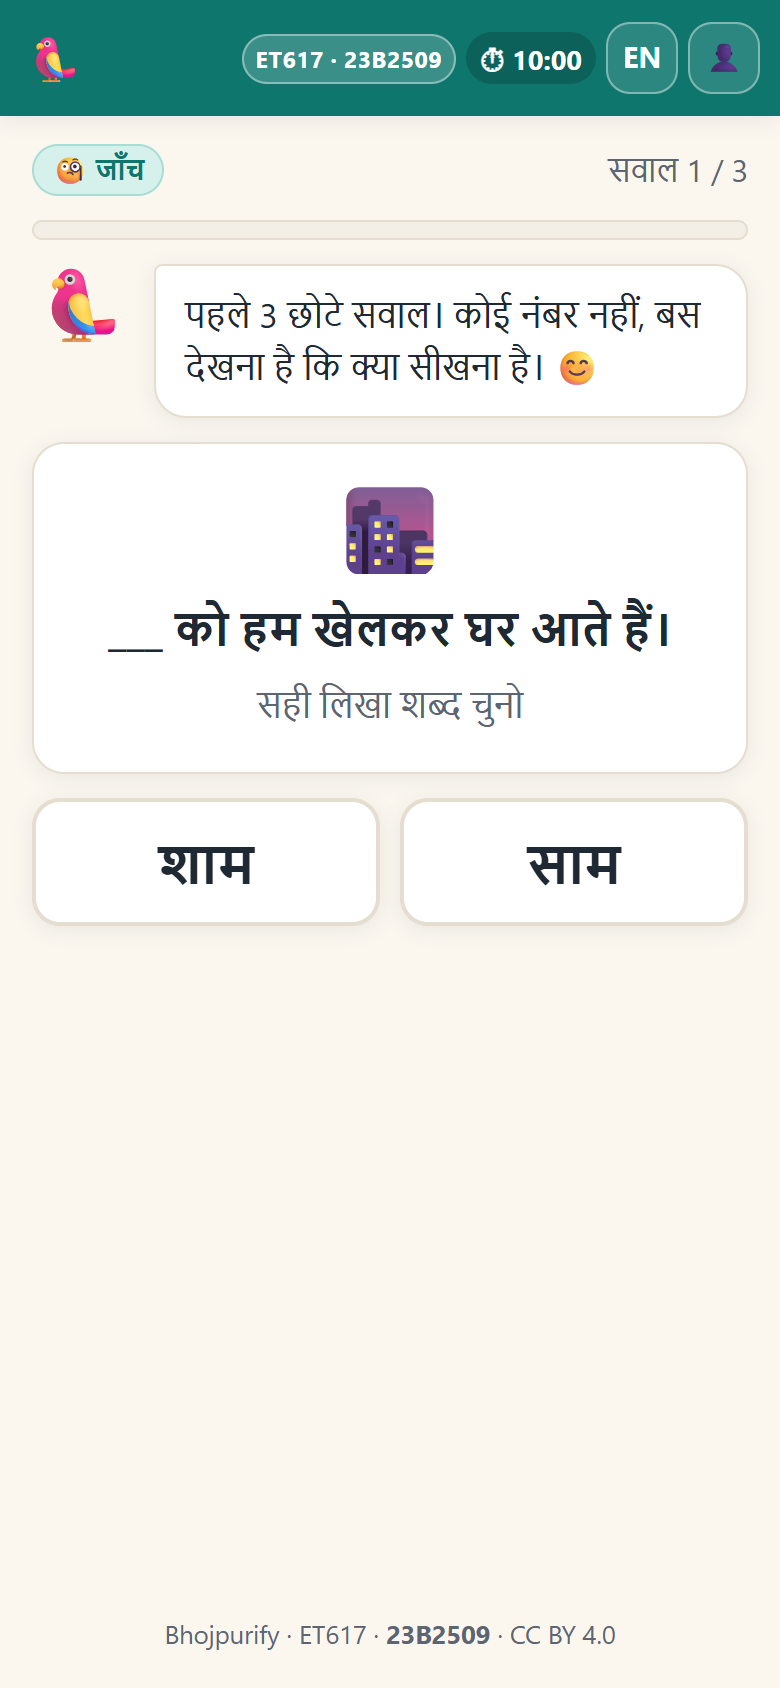 ET617 · 23B2509
10:00
EN
जाँच
सवाल 1 / 3
पहले 3 छोटे सवाल। कोई नंबर नहीं, बस
देखना है कि क्या सीखना है। 😊
___ को हम खेलकर घर आते हैं।
सही लिखा शब्द चुनो
शाम
साम
Bhojpurify · ET617 · 23B2509 · CC BY 4.0